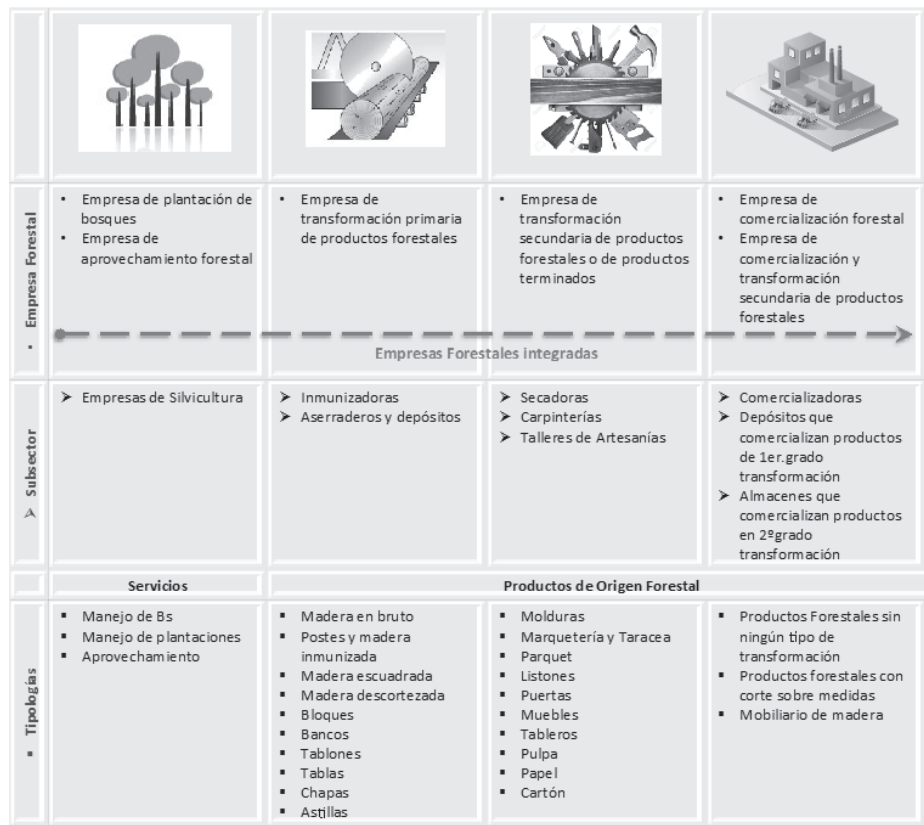 Empresa Forestal
• Empresa de plantación de
bosques
• Empresa de
aprovechamiento forestal
• Empresa de
transformación primaria
de productos forestales
• Empresa de
transformación
secundaria de productos
forestales o de productos
terminados
• Empresa de
comercialización forestal
• Empresa de
comercialización y
transformación
secundaria de productos
forestales
Empresas Forestales integradas
Subsector
➢ Empresas de Silvicultura
➢ Inmunizadoras
➢ Aserraderos y depósitos
➢ Secadoras
➢ Carpinterías
➢ Talleres de Artesanías
➢ Comercializadoras
➢ Depósitos que
comercializan productos
de 1er.grado
transformación
➢ Almacenes que
comercializan productos
en 2ºgrado
transformación
Servicios
Productos de Origen Forestal
Tipologías
▪ Manejo de Bs
▪ Manejo de plantaciones
▪ Aprovechamiento
▪ Madera en bruto
▪ Postes y madera
inmunizada
▪ Madera escuadrada
▪ Madera descortezada
▪ Bloques
▪ Bancos
▪ Tablones
▪ Tablas
▪ Chapas
▪ Astillas
▪ Molduras
▪ Marquetería y Taracea
▪ Parquet
▪ Listones
▪ Puertas
▪ Muebles
▪ Tableros
▪ Pulpa
▪ Papel
▪ Cartón
▪ Productos Forestales sin
ningún tipo de
transformación
▪ Productos forestales con
corte sobre medidas
▪ Mobiliario de madera